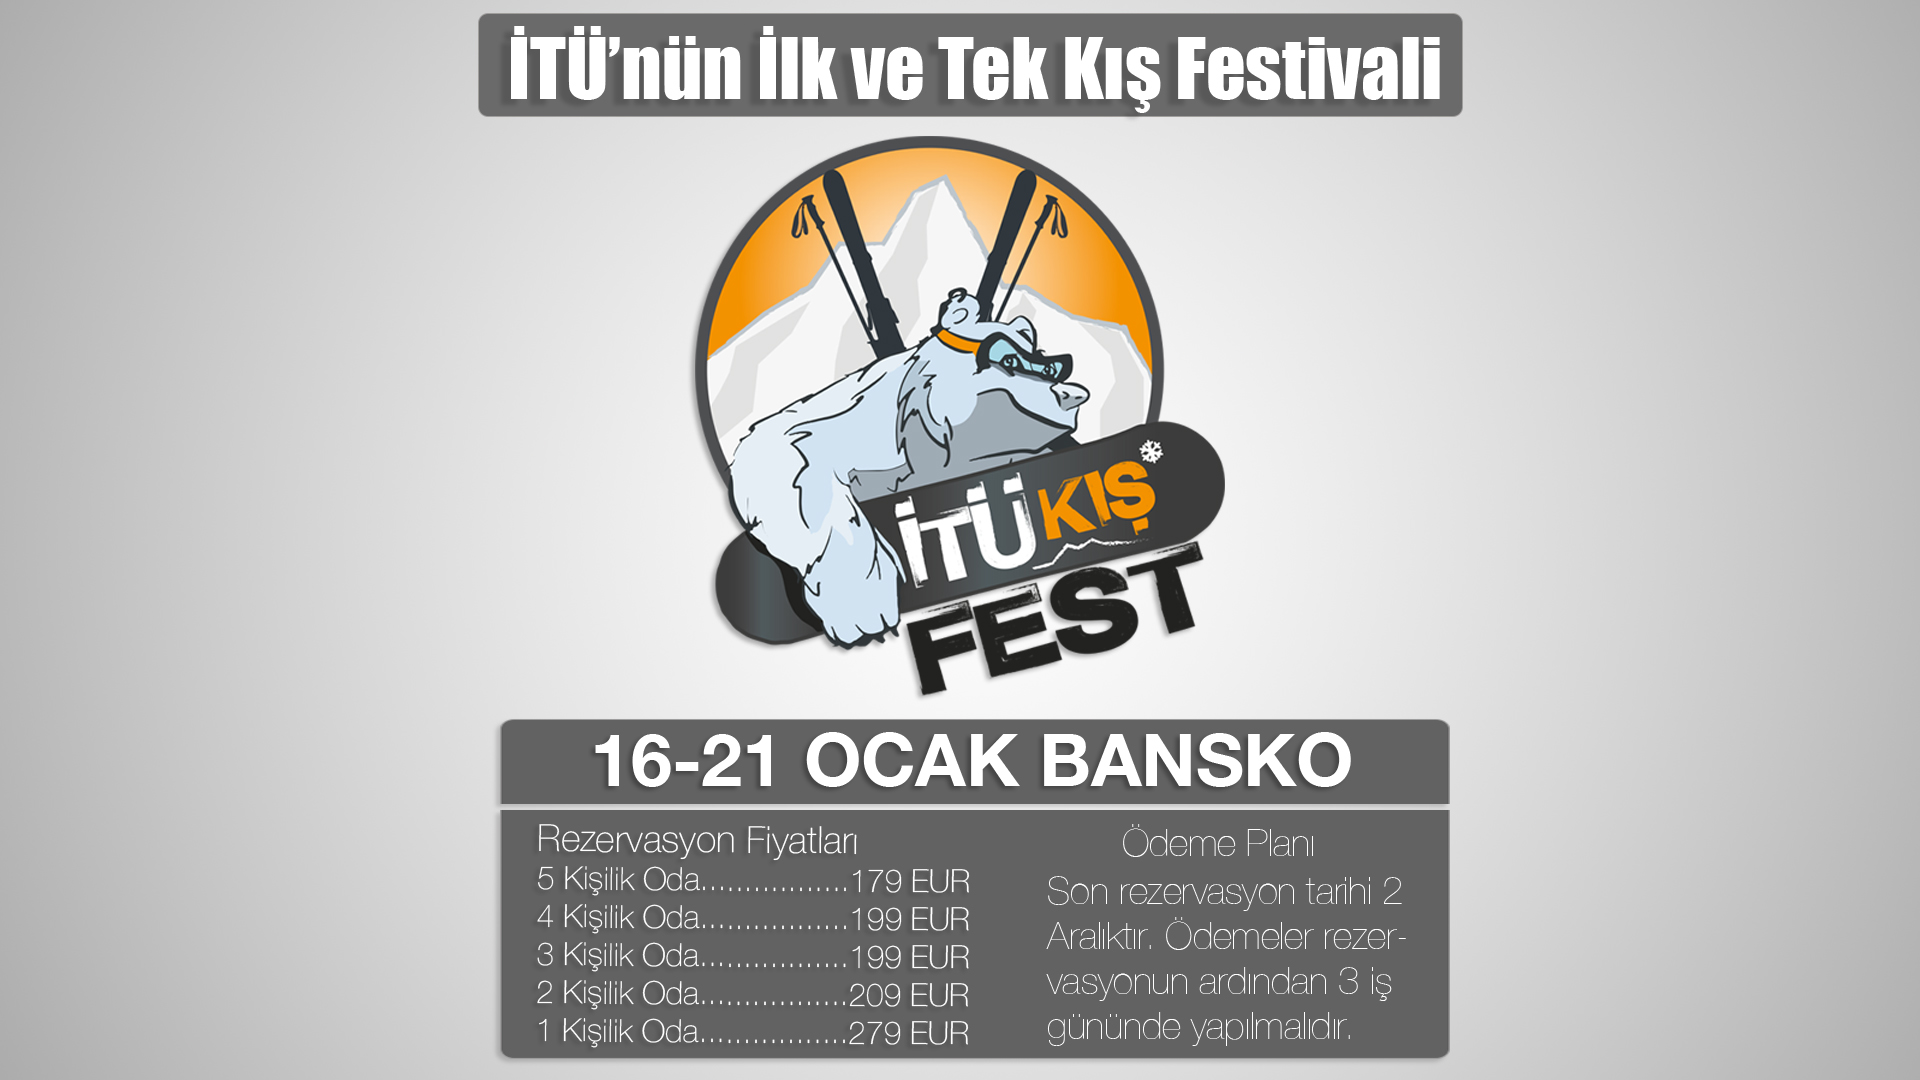 İTÜ’nün İlk ve Tek Kış Festivali
İTÜ KIŞ
FEST
16-21 OCAK BANSKO
Rezervasyon Fiyatları
5 Kişilik Oda..................179 EUR
4 Kişilik Oda..................199 EUR
3 Kişilik Oda..................199 EUR
2 Kişilik Oda..................209 EUR
1 Kişilik Oda..................279 EUR
Ödeme Planı
Son rezervasyon tarihi 2
Aralıktır. Ödemeler rezer-
vasyonun ardından 3 iş
gününde yapılmalıdır.